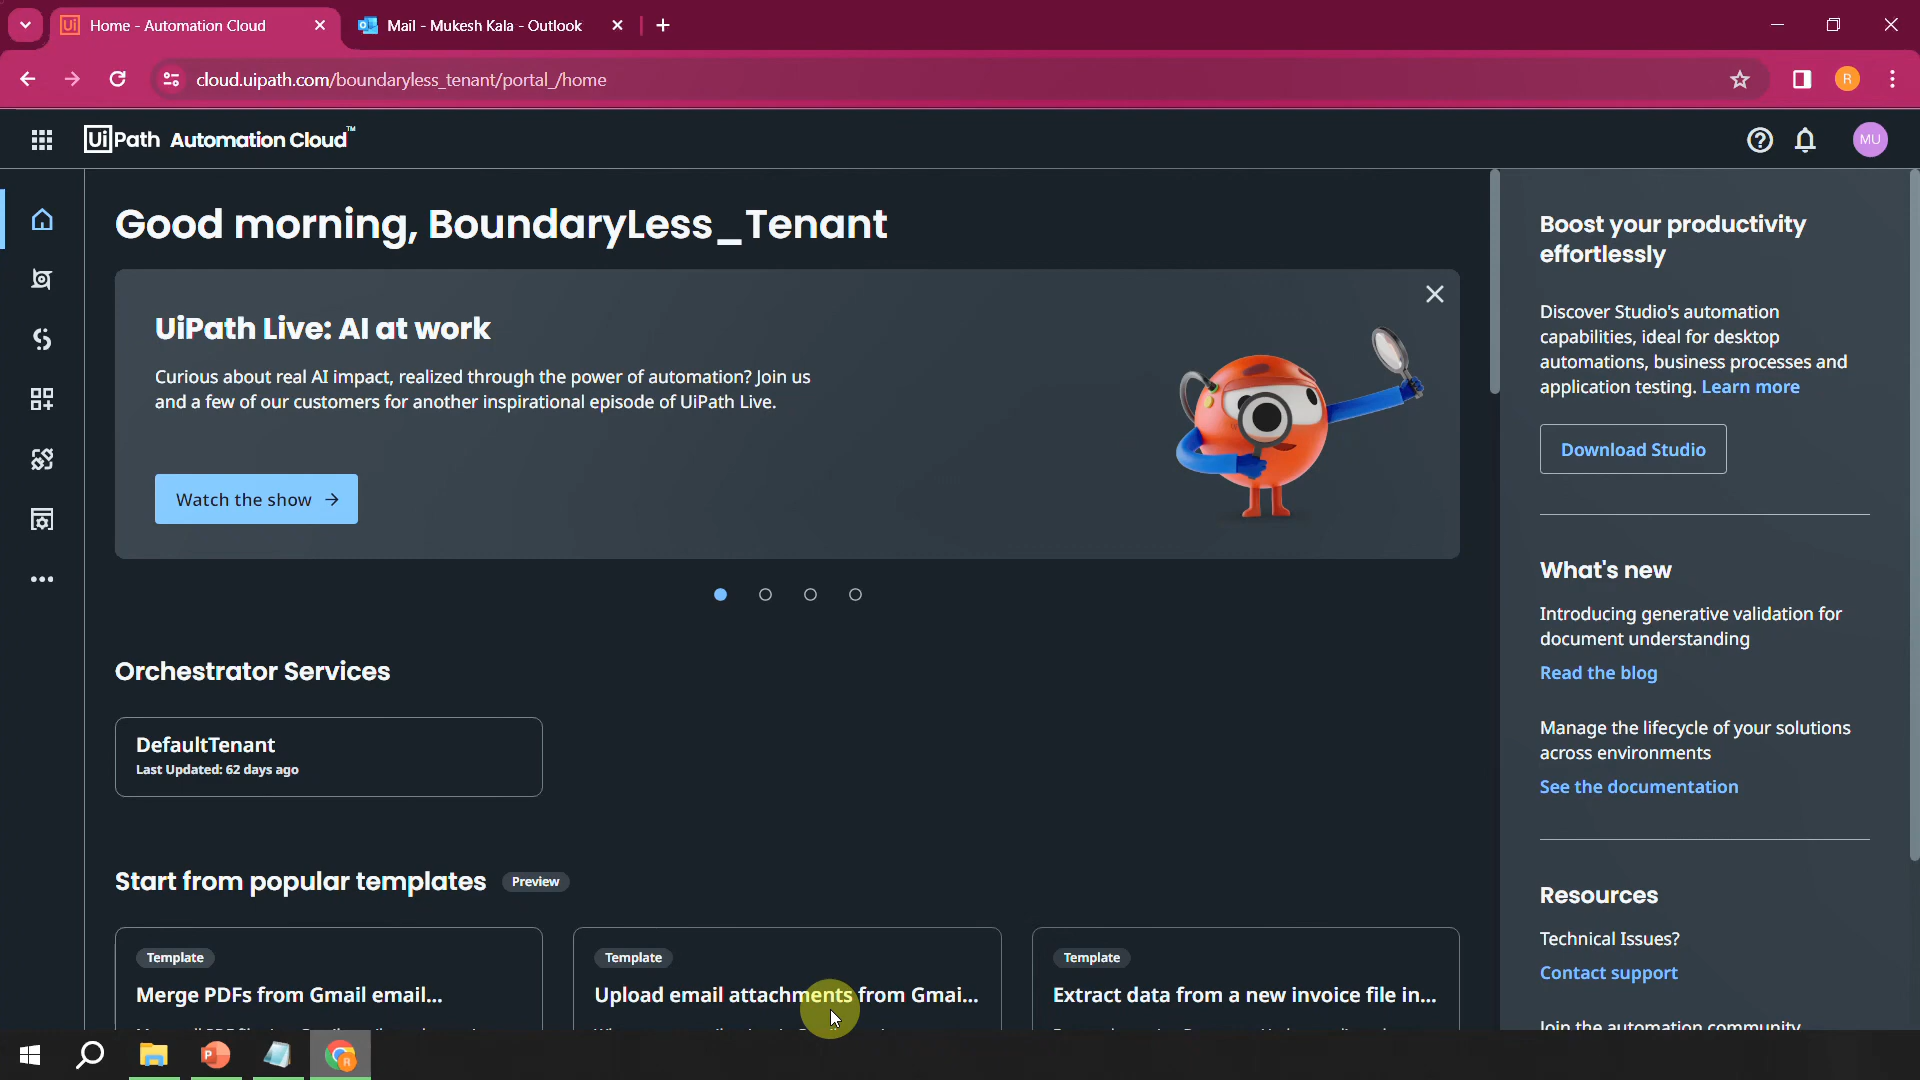 Home - Automation Cloud
Mail - Mukesh Kala - Outlook
cloud.uipath.com/boundaryless_tenant/portal_/home
R
UiPath Automation Cloud™
MU
Good morning, BoundaryLess_Tenant
UiPath Live: AI at work
Curious about real AI impact, realized through the power of automation? Join us
and a few of our customers for another inspirational episode of UiPath Live.
Watch the show
Orchestrator Services
DefaultTenant
Last Updated: 62 days ago
Start from popular templates Preview
Template
Merge PDFs from Gmail email...
Template
Upload email attachments from Gmai...
Template
Extract data from a new invoice file in...
Boost your productivity
effortlessly
Discover Studio's automation
capabilities, ideal for desktop
automations, business processes and
application testing. Learn more
Download Studio
What's new
Introducing generative validation for
document understanding
Read the blog
Manage the lifecycle of your solutions
across environments
See the documentation
Resources
Technical Issues?
Contact support
Join the automation community